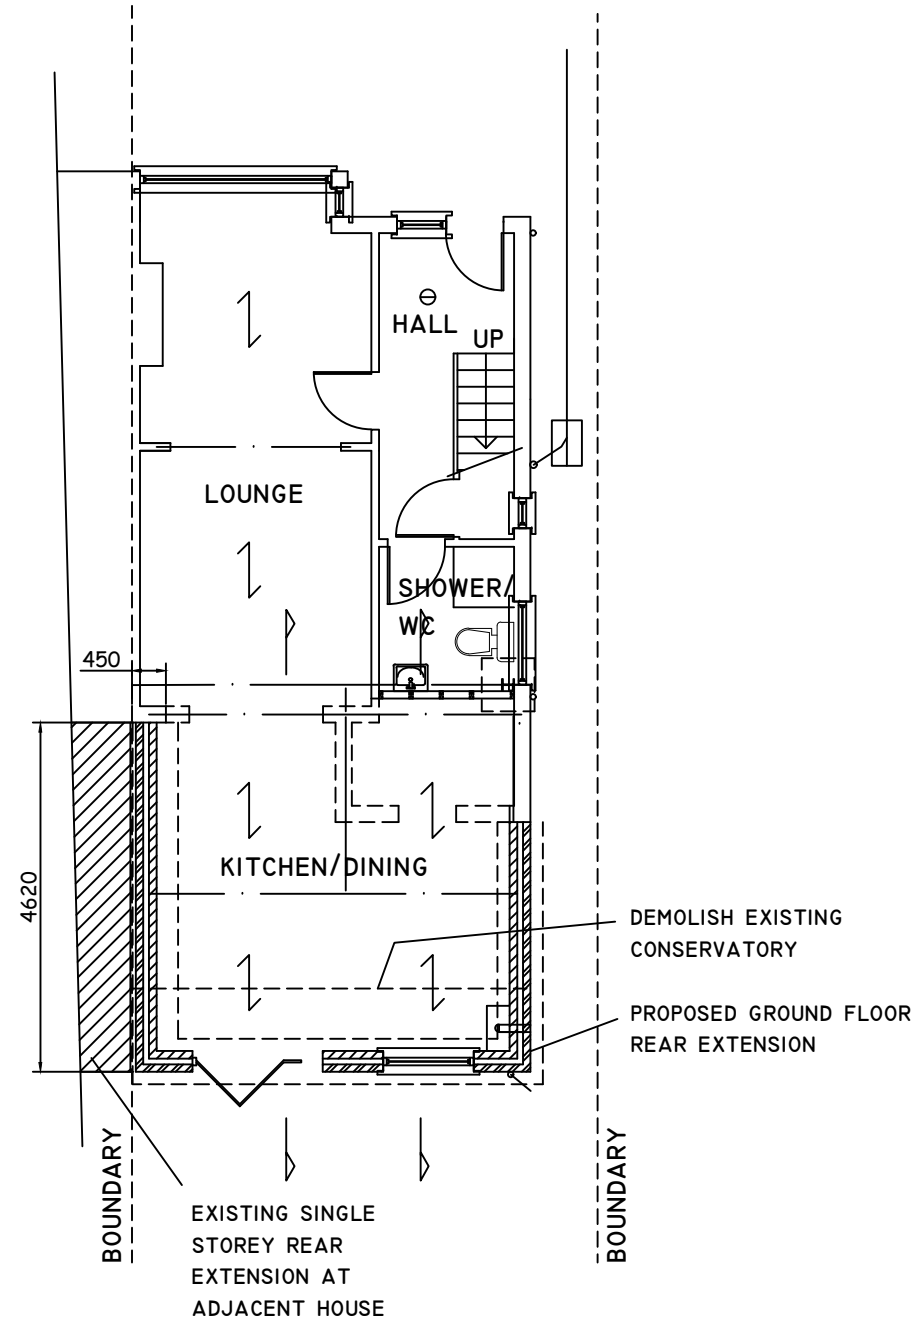 HALL
UP
LOUNGE
SHOWER/
WC
450
KITCHEN/DINING
4620
DEMOLISH EXISTING
CONSERVATORY
PROPOSED GROUND FLOOR
REAR EXTENSION
BOUNDARY
BOUNDARY
EXISTING SINGLE
STOREY REAR
EXTENSION AT
ADJACENT HOUSE